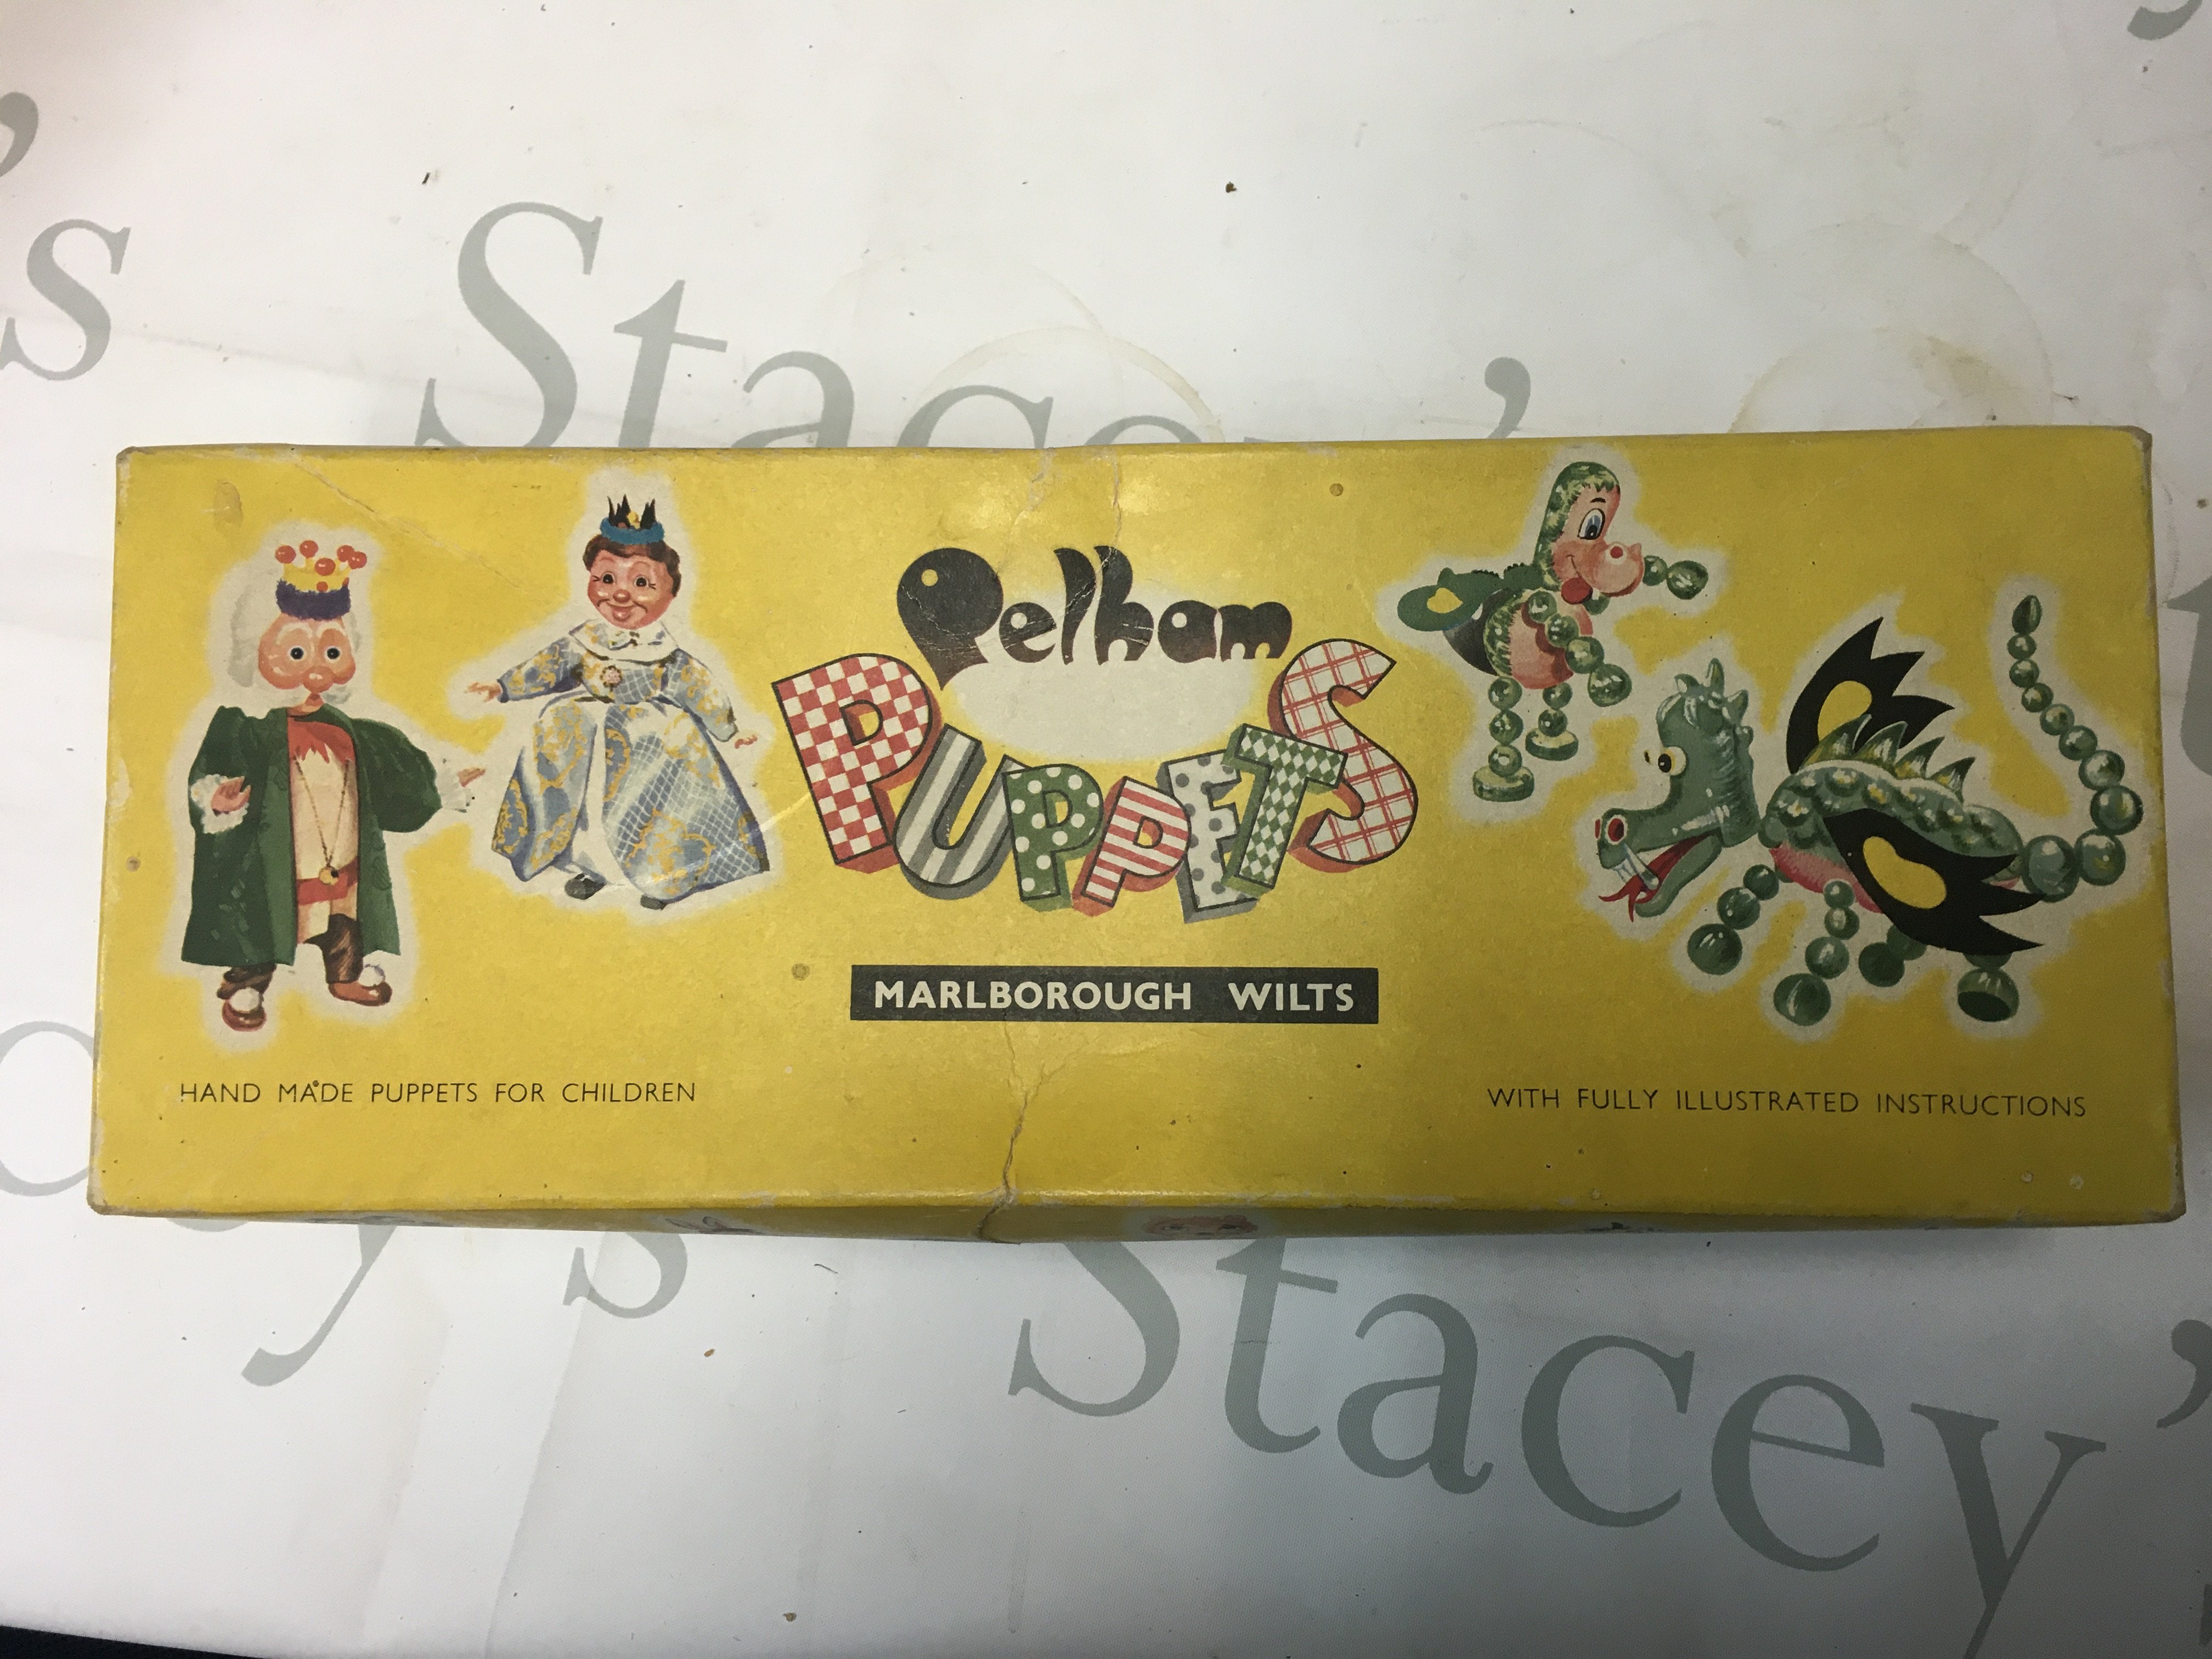 Stacey's
Pelham
PUPPETS
MARLBOROUGH WILTS
HAND MADE PUPPETS FOR CHILDREN
WITH FULLY ILLUSTRATED INSTRUCTIONS
Stacey's